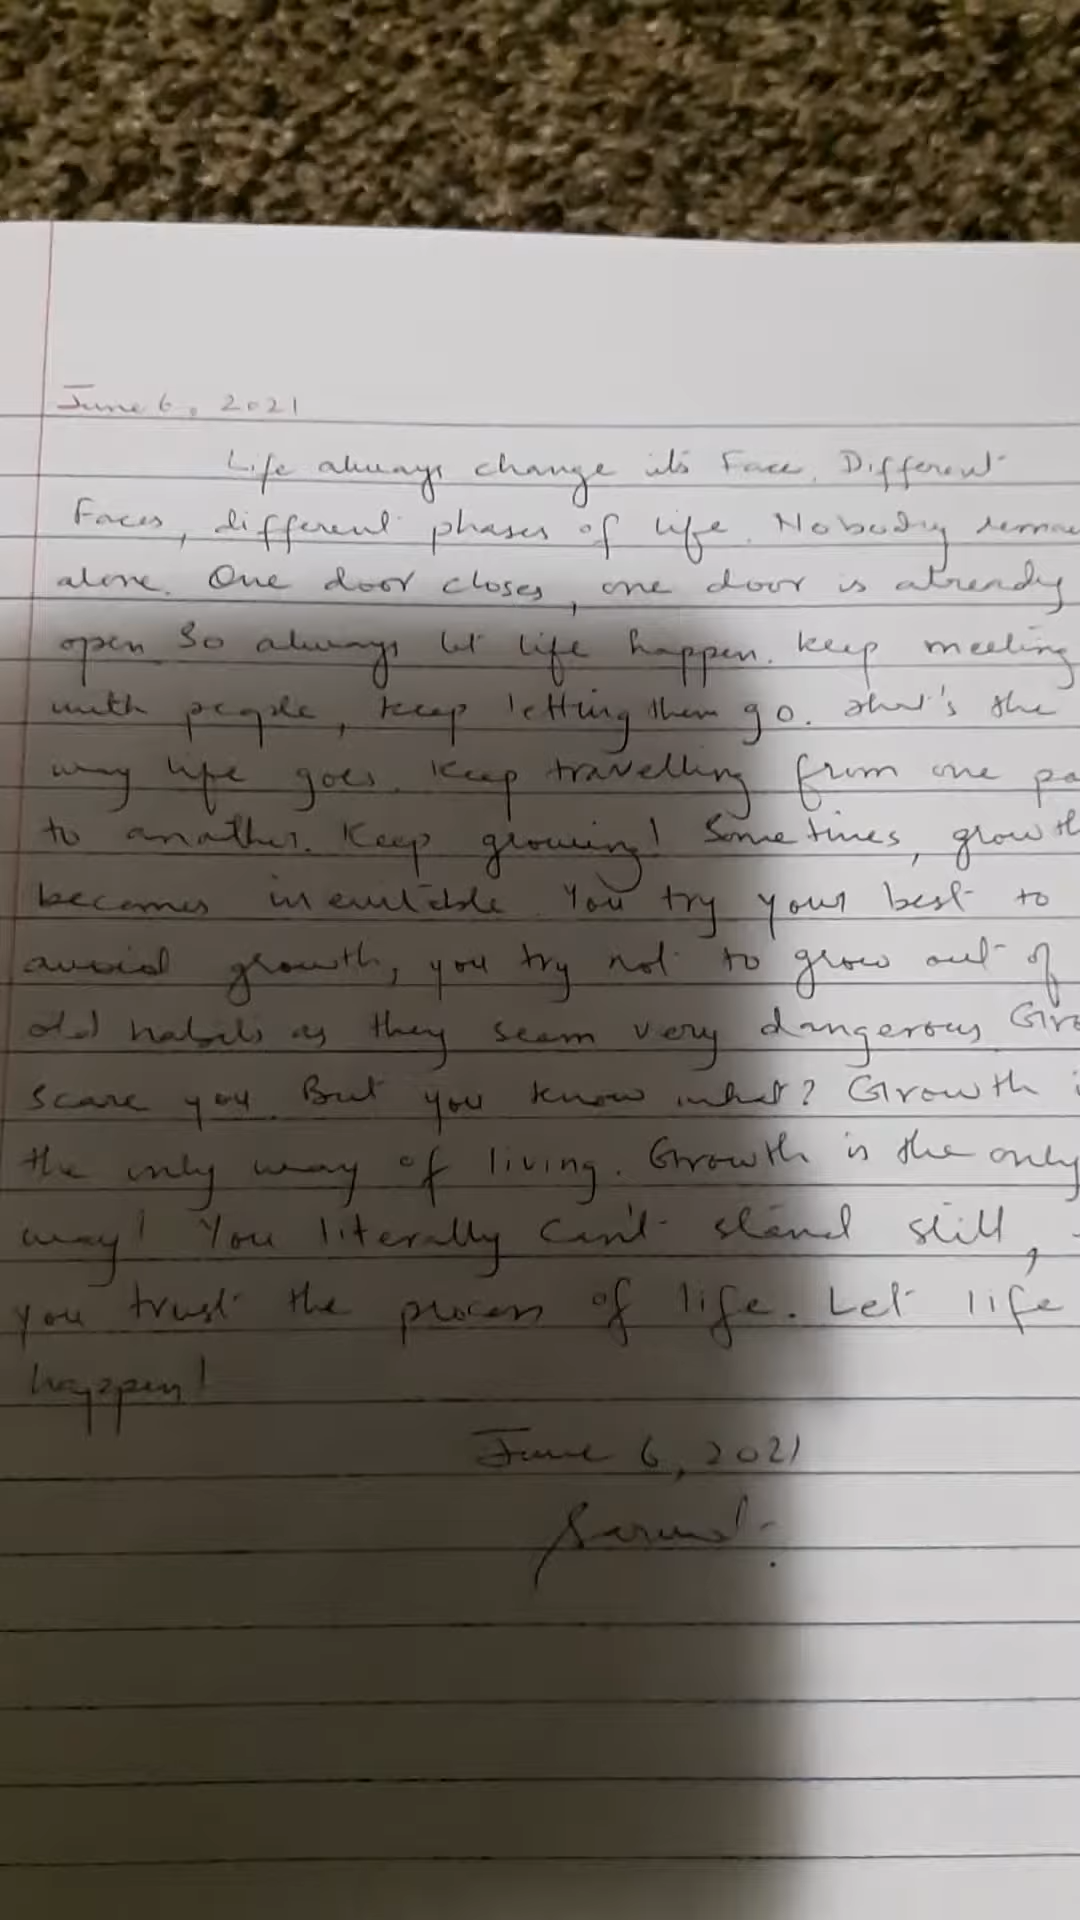 June 6, 2021
Life always change its Face. Different
Faces, different phases of life. Nobody
alone. One door closes, one door is already
open. So always let life happen. Keep meeting
with people, keep letting them go. That's the
way life goes. Keep travelling from one
to another. Keep growing! Sometimes, growth
becomes inevitable. You try your best to
avoid growth, you try not to grow out of
old habits as they seem very dangerous
scare you. But you know what? Growth
the only way of living. Growth is the only
way! You literally can't stand still,
you trust the process of life. Let life
happen!
June 6, 2021